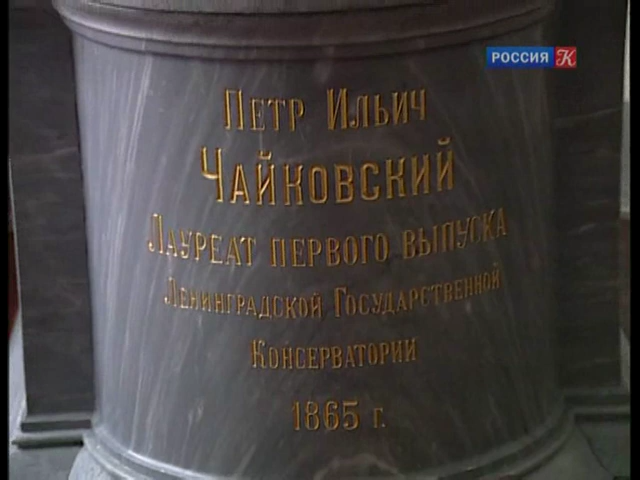 РОССИЯ К
Петр Ильич
Чайковский
Лауреат первого выпуска
Ленинградской Государственной
Консерватории
1865 г.